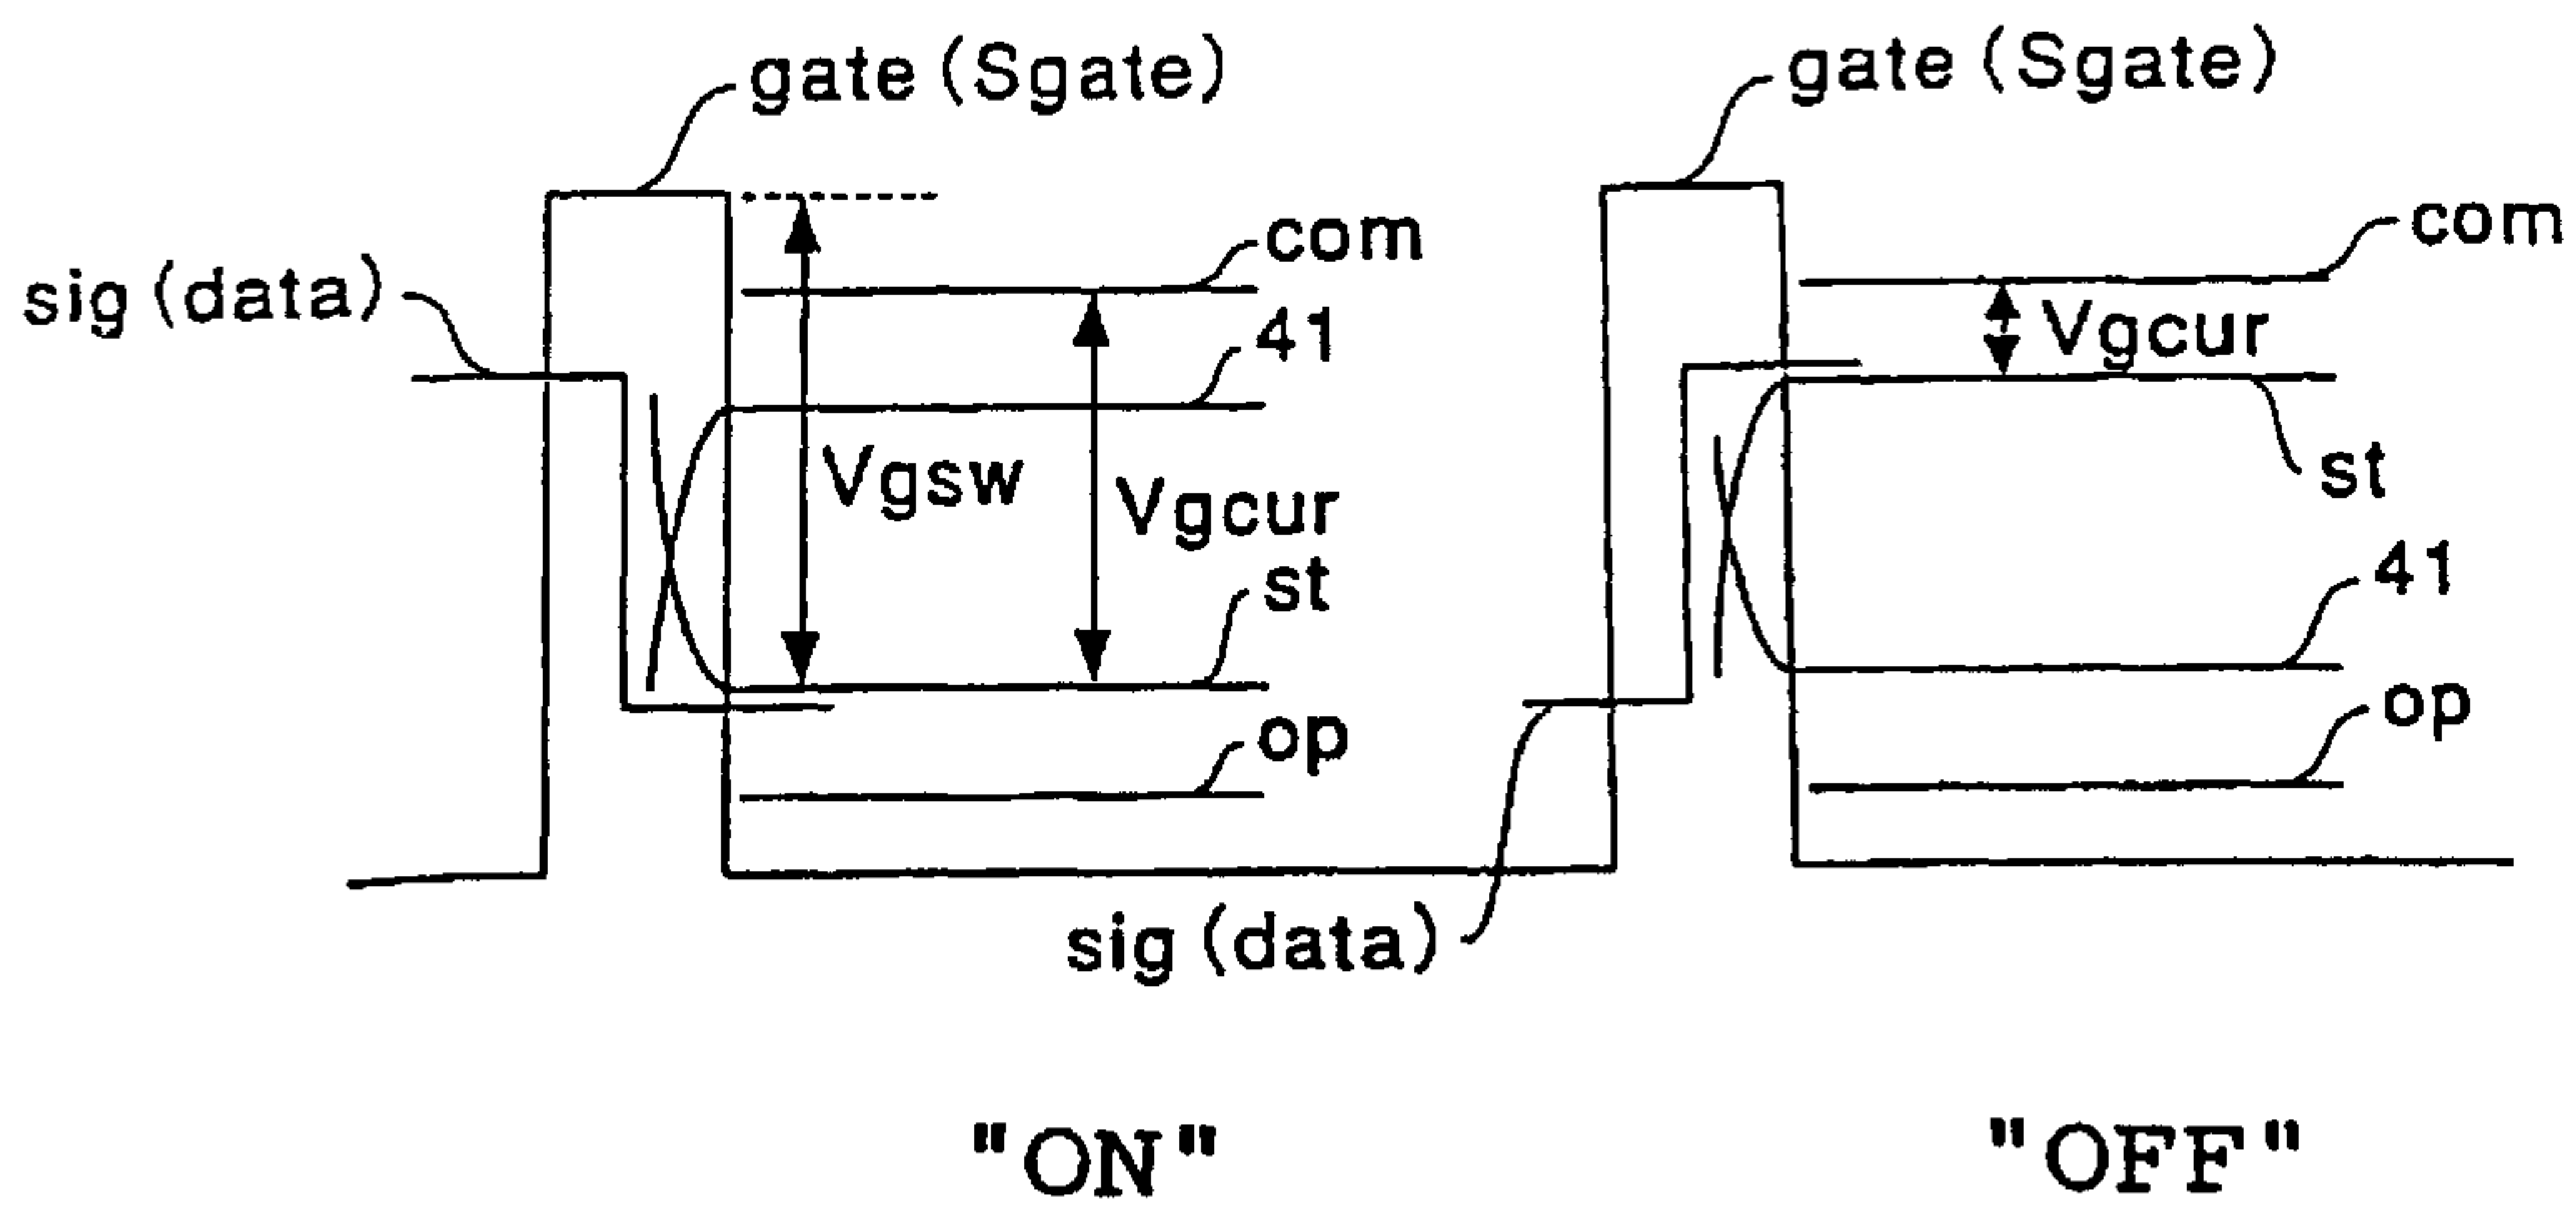 gate (Sgate)
gate (Sgate)
sig (data)
com
com
41
Vgcur
Vgsw
Vgcur
st
st
41
op
op
sig (data)
"ON"
"OFF"